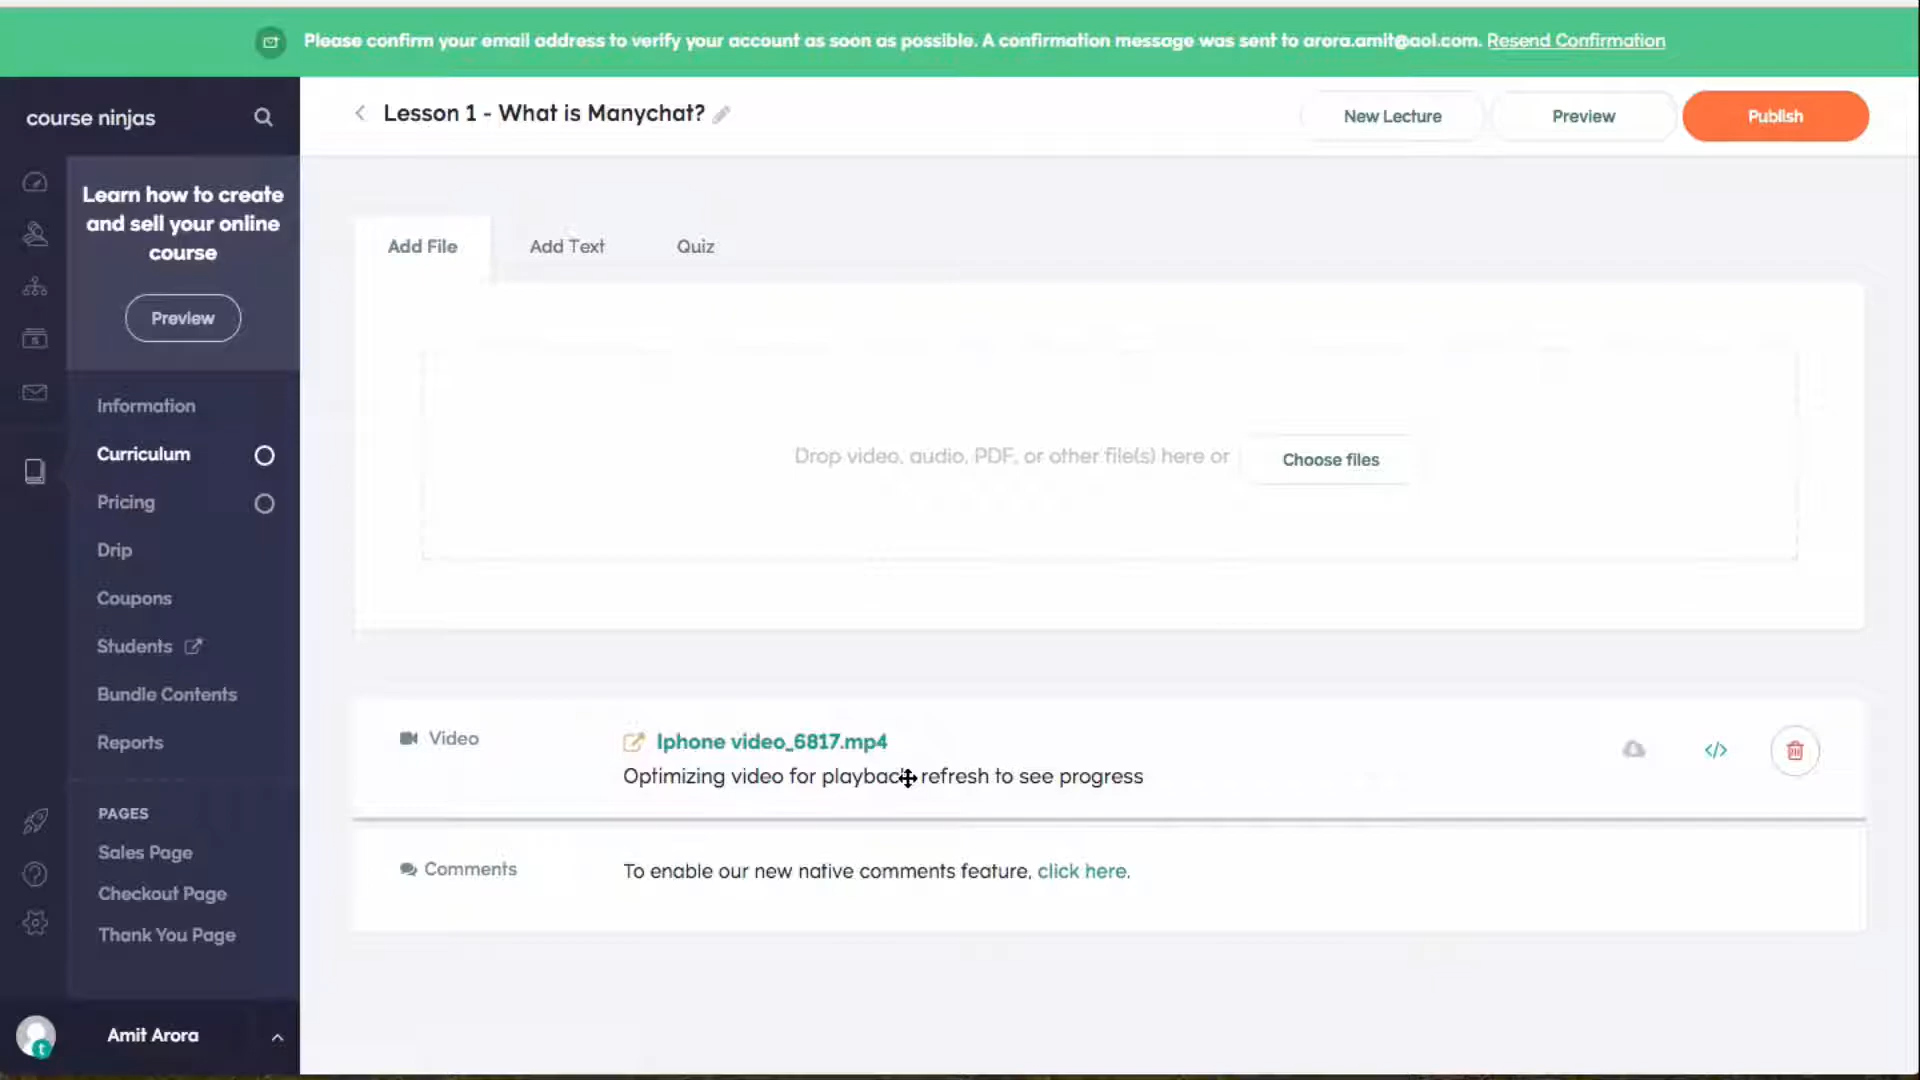 Please confirm your email address to verify your account as soon as possible. A confirmation message was sent to arora.amit@aol.com. Resend Confirmation
course ninjas
Lesson 1 - What is Manychat?
New Lecture
Preview
Publish
Learn how to create
and sell your online
course
Preview
Information
Curriculum
Pricing
Drip
Coupons
Students
Bundle Contents
Reports
PAGES
Sales Page
Checkout Page
Thank You Page
Amit Arora
Add File
Add Text
Quiz
Drop video, audio, PDF, or other file(s) here or
Choose files
Video
Iphone video_6817.mp4
Optimizing video for playback refresh to see progress
Comments
To enable our new native comments feature, click here.